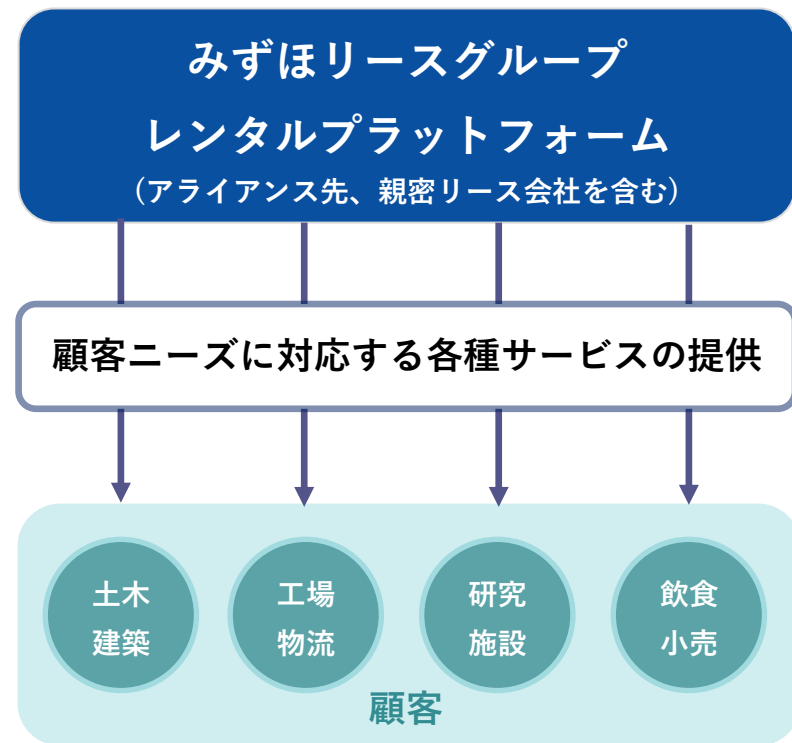 みずほリースグループ
レンタルプラットフォーム
（アライアンス先、親密リース会社を含む）
顧客ニーズに対応する各種サービスの提供
土木
建築
工場
物流
研究
施設
飲食
小売
顧客